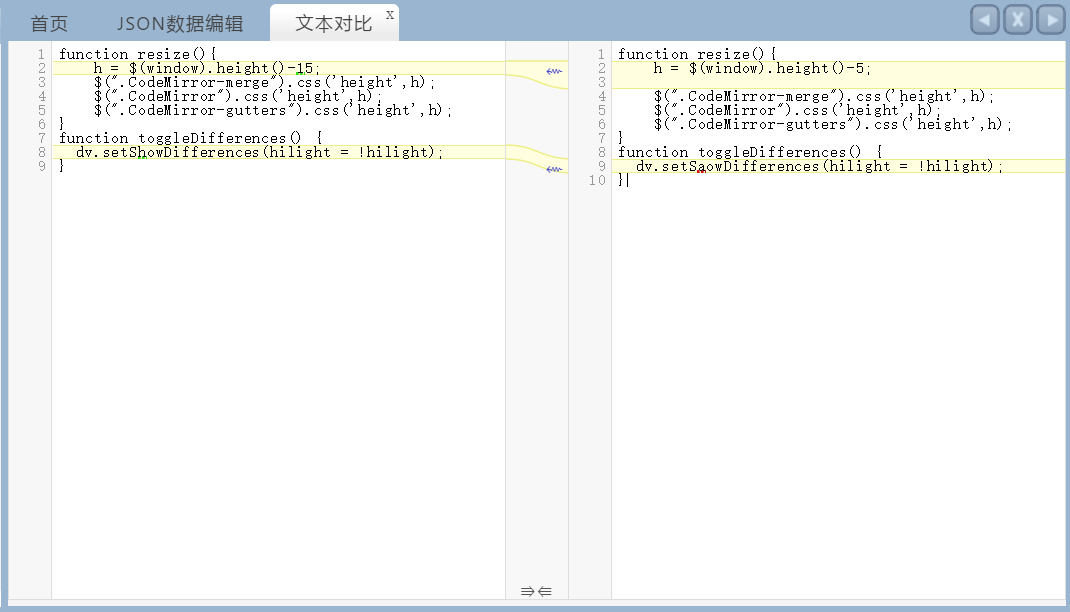 首页 JSON数据编辑 文本对比 x X
1 function resize(){
2 h = $(window).height()-15;
3 $(".CodeMirror-merge").css('height',h);
4 $(".CodeMirror").css('height',h);
5 $(".CodeMirror-gutters").css('height',h);
6 }
7 function toggleDifferences() {
8 dv.setShowDifferences(hilight = !hilight);
9 }
1 function resize(){
2 h = $(window).height()-5;
3
4 $(".CodeMirror-merge").css('height',h);
5 $(".CodeMirror").css('height',h);
6 $(".CodeMirror-gutters").css('height',h);
7 }
8 function toggleDifferences() {
9 dv.setSaowDifferences(hilight = !hilight);
10 }